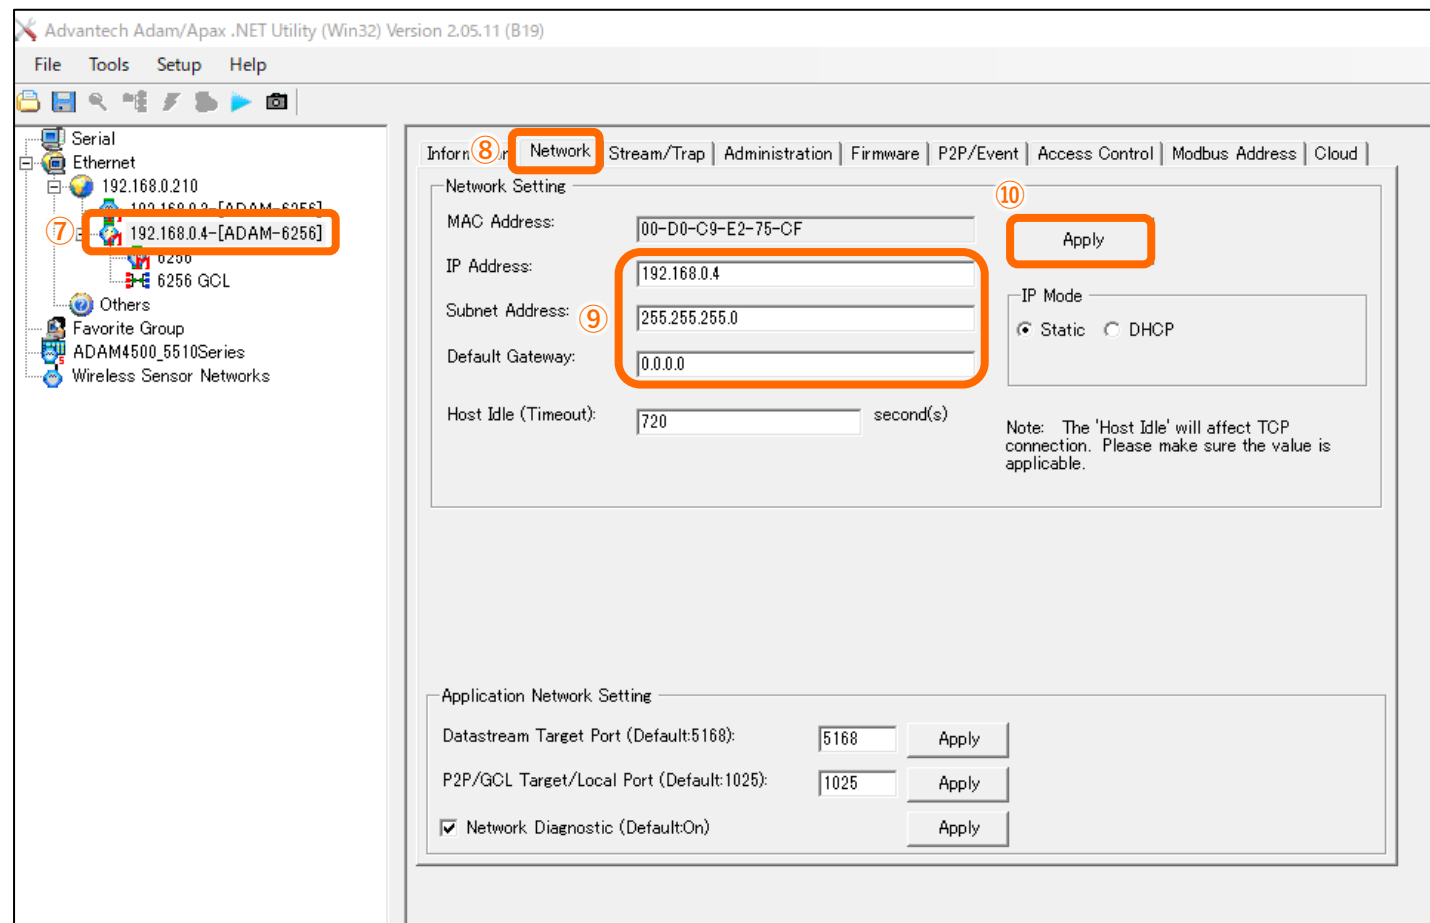 Advantech Adam/Apax .NET Utility (Win32) Version 2.05.11 (B19)
File Tools Setup Help
Serial
Ethernet
192.168.0.210
192.168.0.4-[ADAM-6256]
⑦
6256
6256 GCL
Others
Favorite Group
ADAM4500_5510Series
Wireless Sensor Networks
⑧ Network Stream/Trap Administration Firmware P2P/Event Access Control Modbus Address Cloud
Network Setting
MAC Address: 00-D0-C9-E2-75-CF
IP Address: 192.168.0.4
Subnet Address: 255.255.255.0
⑨
Default Gateway: 0.0.0.0
Host Idle (Timeout): 720 second(s)
⑩
Apply
IP Mode
Static DHCP
Note: The 'Host Idle' will affect TCP
connection. Please make sure the value is
applicable.
Application Network Setting
Datastream Target Port (Default:5168): 5168 Apply
P2P/GCL Target/Local Port (Default:1025): 1025 Apply
Network Diagnostic (Default:On) Apply